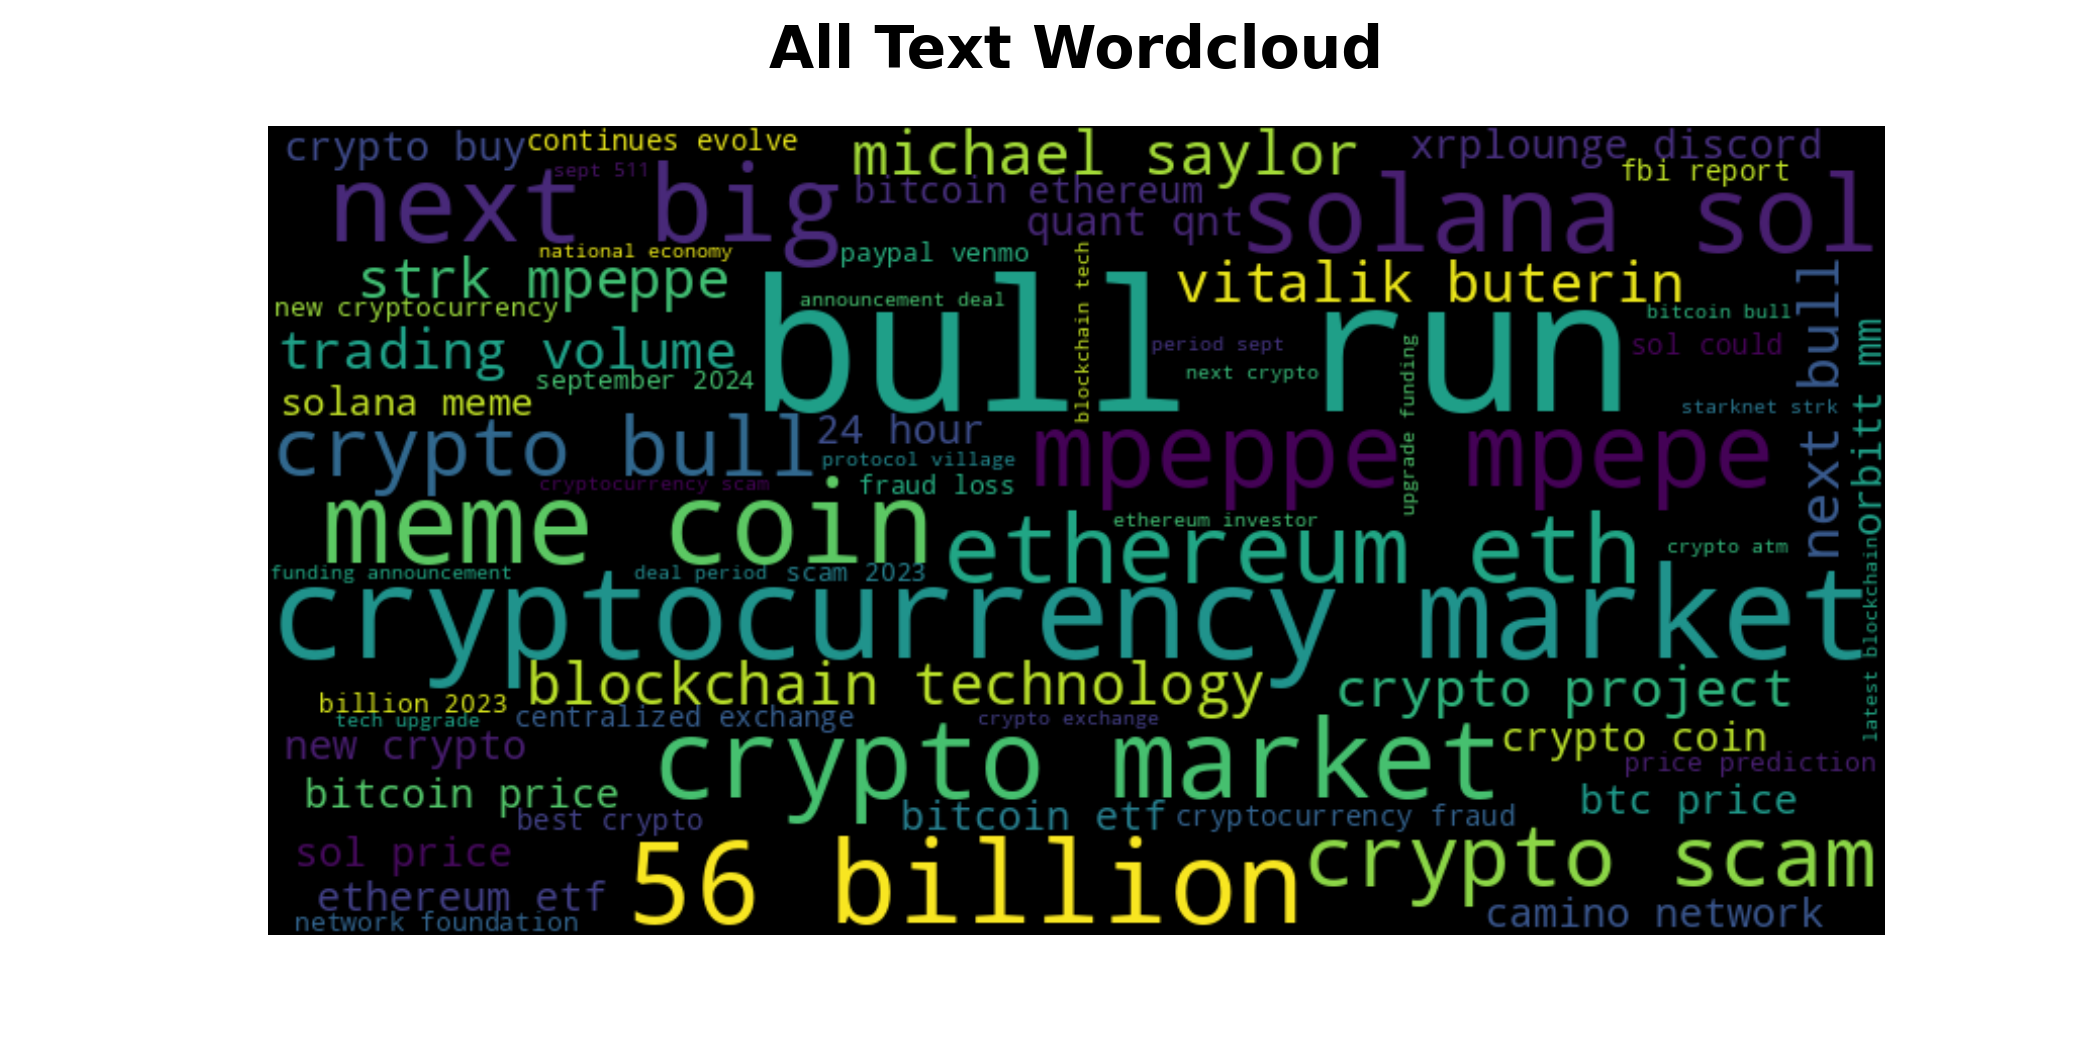 All Text Wordcloud
crypto buy
continues evolve
michael saylor
xrplounge discord
sept 511
fbi report
next big
bitcoin ethereum
quant qnt
solana sol
national economy
paypal venmo
blockchain tech
strk mpeppe
vitalik buterin
next bull
new cryptocurrency
announcement deal
bull run
bitcoin bull
orbitt mm
trading volume
period sept
upgrade funding
sol could
september 2024
next crypto
solana meme
starknet strk
crypto bull
24 hour
mpeppe mpepe
protocol village
cryptocurrency scam
fraud loss
meme coin
ethereum investor
ethereum eth
crypto atm
latest blockchain
funding announcement
deal period
scam 2023
cryptocurrency market
blockchain technology
crypto project
billion 2023
tech upgrade
centralized exchange
crypto exchange
new crypto
crypto market
crypto coin
price prediction
bitcoin price
btc price
best crypto
bitcoin etf
cryptocurrency fraud
sol price
56 billion
crypto scam
ethereum etf
camino network
network foundation